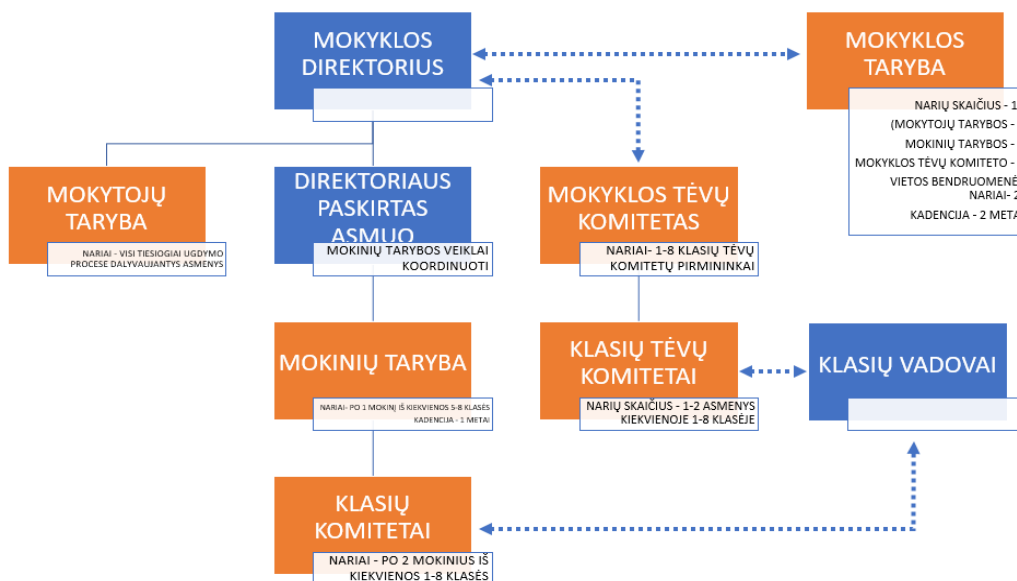 MOKYKLOS
DIREKTORIUS
MOKYKLOS
TARYBA
NARIŲ SKAIČIUS - 1
(MOKYTOJŲ TARYBOS -
MOKINIŲ TARYBOS -
MOKYKLOS TĖVŲ KOMITETO -
VIETOS BENDRUOMENĖ
NARIAI- 2
KADENCIJA - 2 META
MOKYTOJŲ
TARYBA
NARIAI - VISI TIESIOGIAI UGDYMO
PROCESE DALYVAUJANTYS ASMENYS
DIREKTORIAUS
PASKIRTAS
ASMUO
MOKINIŲ TARYBOS VEIKLAI
KOORDINUOTI
MOKYKLOS TĖVŲ
KOMITETAS
NARIAI- 1-8 KLASIŲ TĖVŲ
KOMITETŲ PIRMININKAI
MOKINIŲ TARYBA
NARIAI- PO 1 MOKINĮ IŠ KIEKVIENOS 5-8 KLASĖS
KADENCIJA - 1 METAI
KLASIŲ TĖVŲ
KOMITETAI
NARIŲ SKAIČIUS - 1-2 ASMENYS
KIEKVIENOJE 1-8 KLASĖJE
KLASIŲ VADOVAI
KLASIŲ
KOMITETAI
NARIAI - PO 2 MOKINIUS IŠ
KIEKVIENOS 1-8 KLASĖS